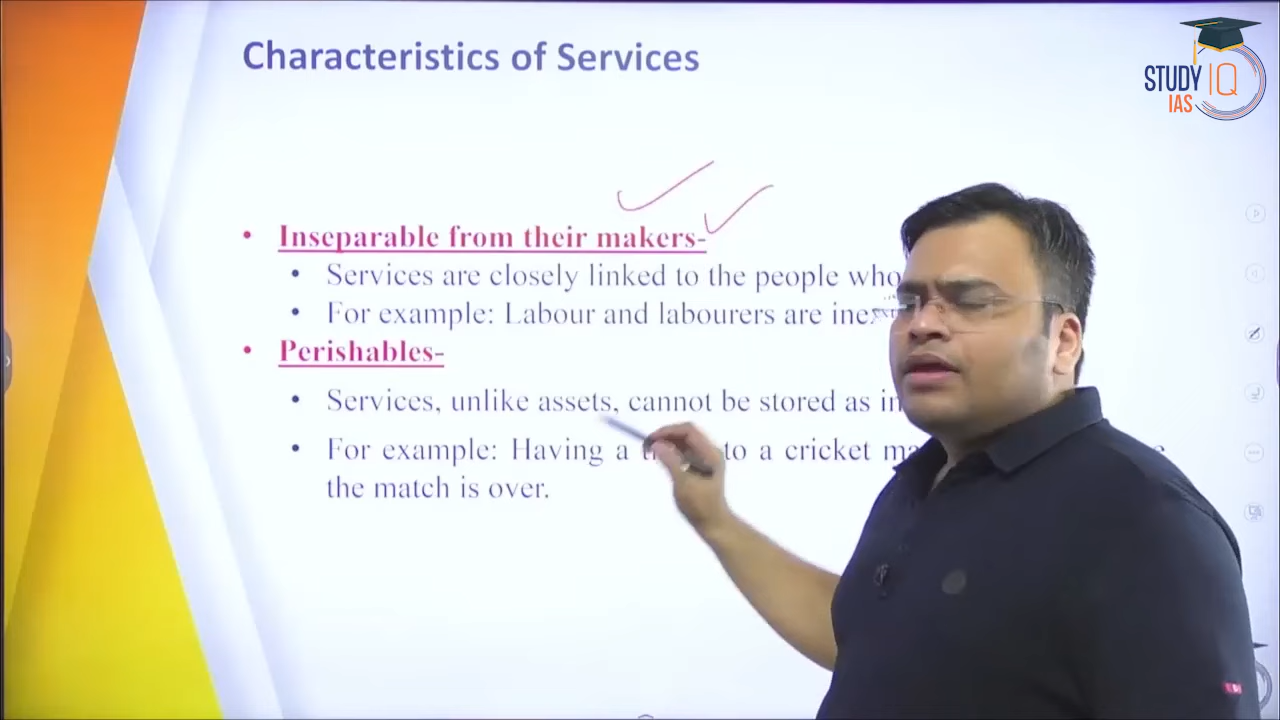 Characteristics of Services
STUDY IQ
IAS
• Inseparable from their makers-
• Services are closely linked to the people who
• For example: Labour and labourers are
• Perishables-
• Services, unlike assets, cannot be stored as
• For example: Having a to a cricket
the match is over.